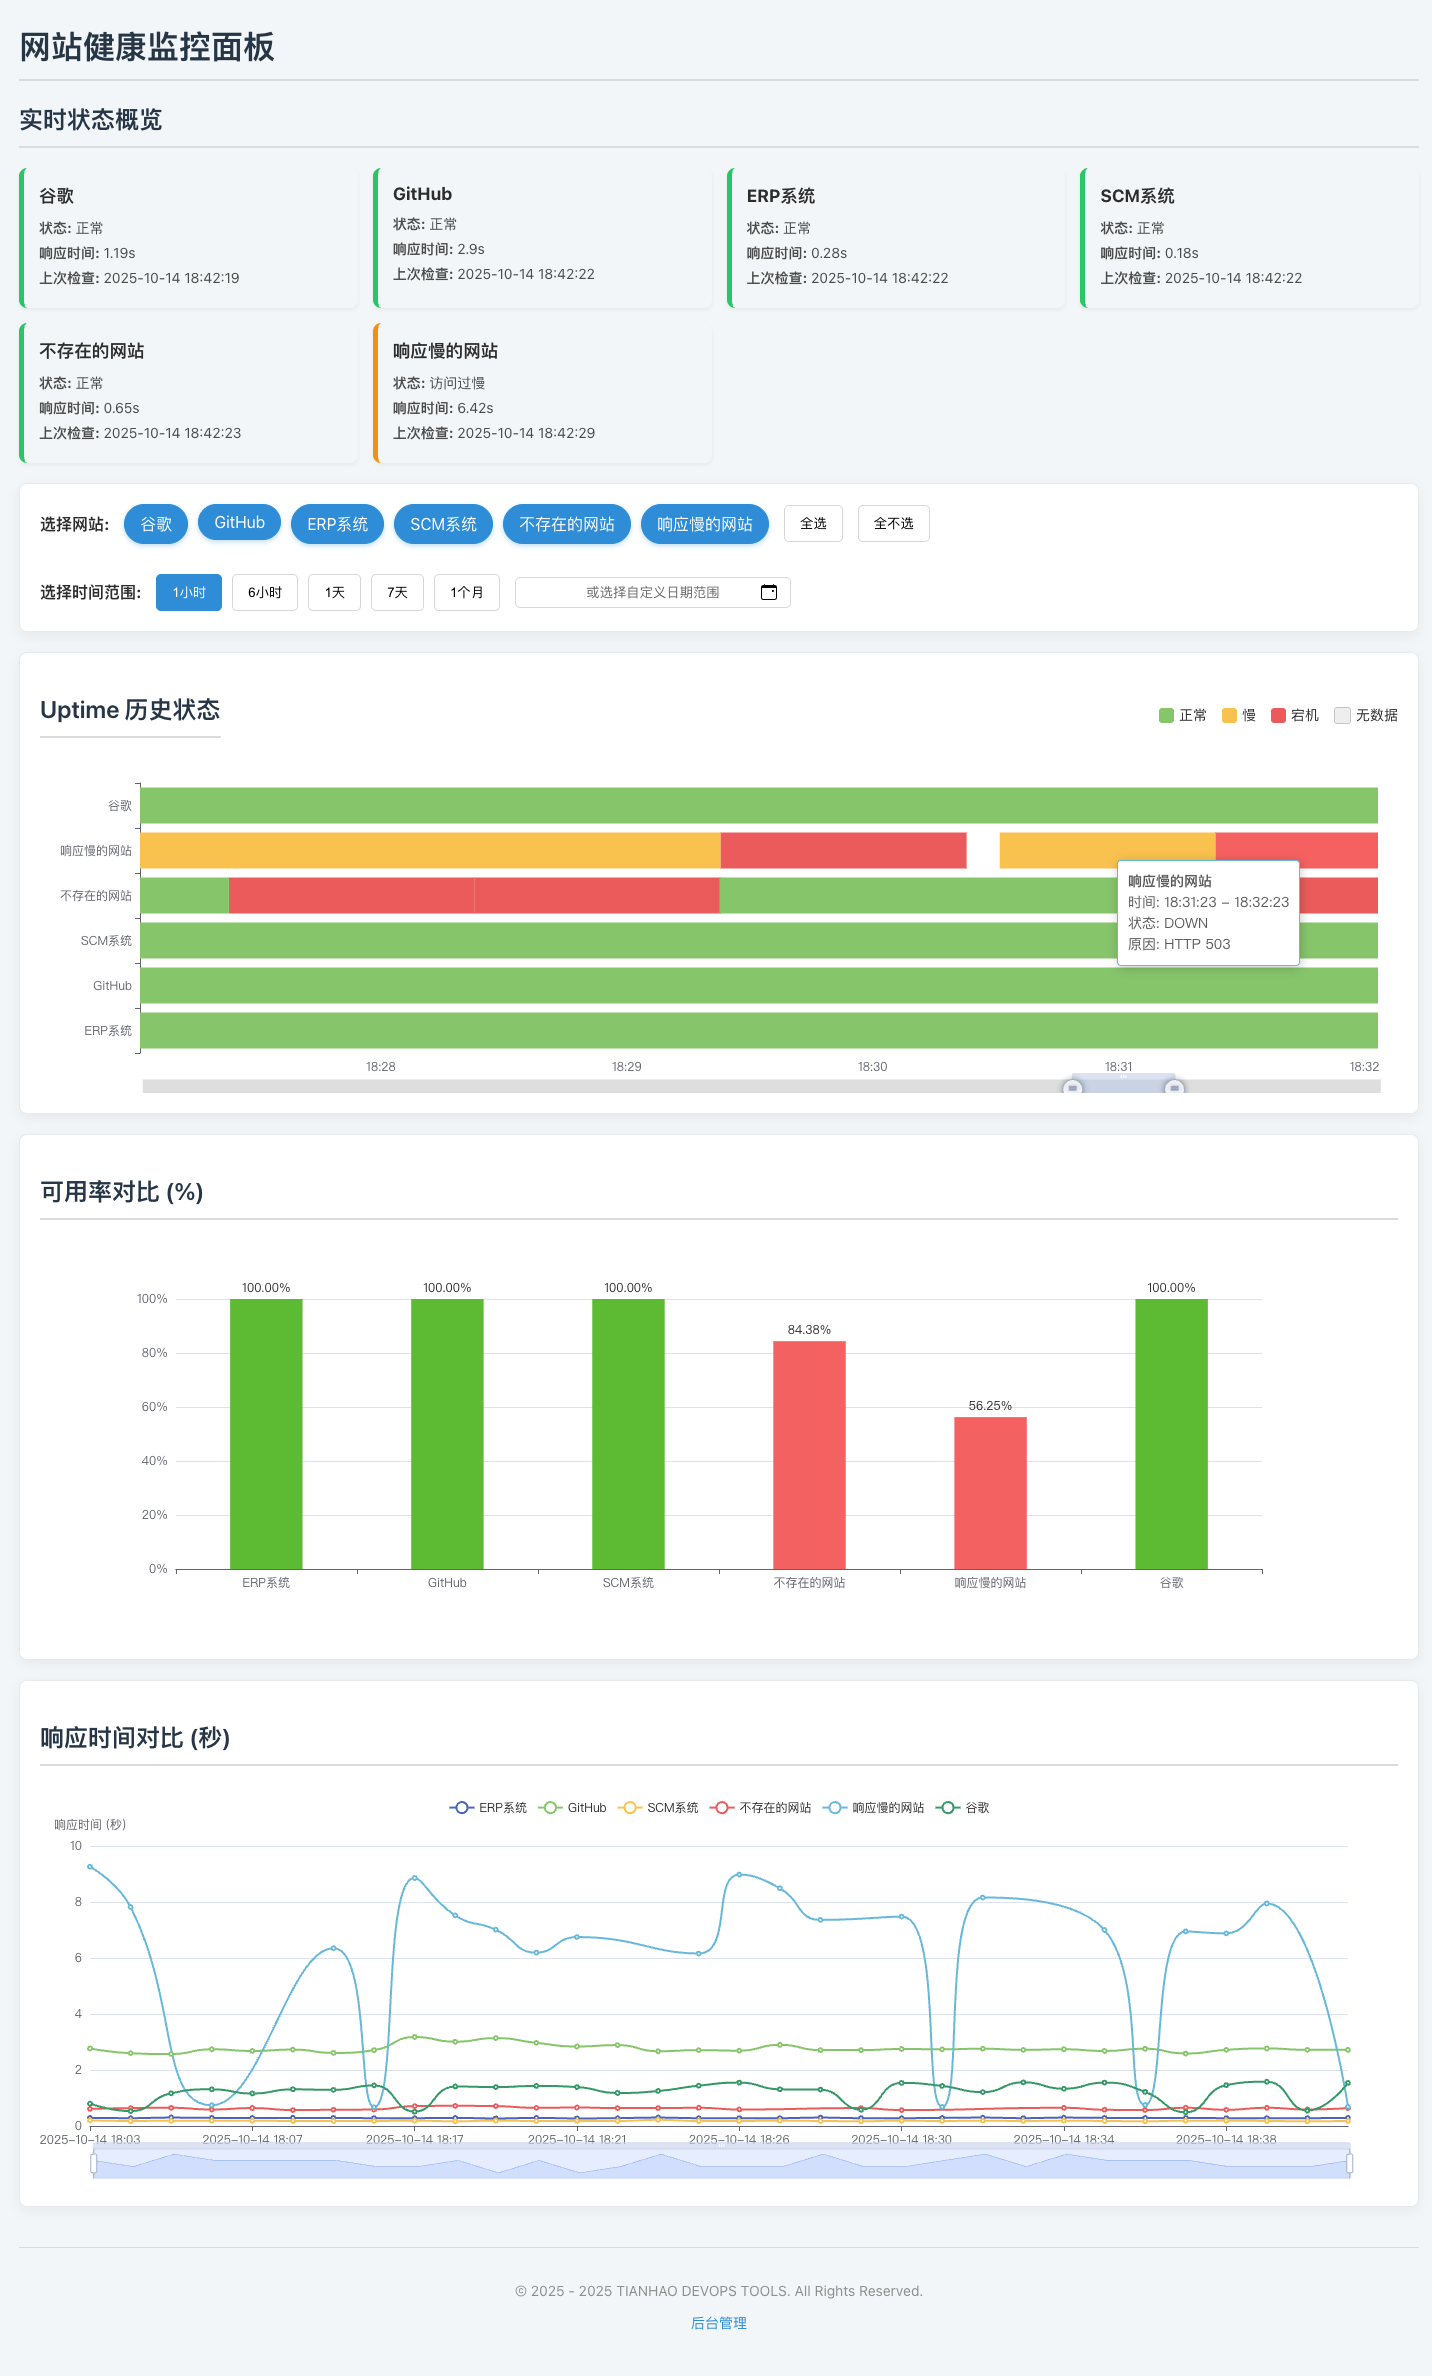 网站健康监控面板
实时状态概览
谷歌
状态: 正常
响应时间: 1.19s
上次检查: 2025-10-14 18:42:19
GitHub
状态: 正常
响应时间: 2.9s
上次检查: 2025-10-14 18:42:22
ERP系统
状态: 正常
响应时间: 0.28s
上次检查: 2025-10-14 18:42:22
SCM系统
状态: 正常
响应时间: 0.18s
上次检查: 2025-10-14 18:42:22
不存在的网站
状态: 正常
响应时间: 0.65s
上次检查: 2025-10-14 18:42:23
响应慢的网站
状态: 访问过慢
响应时间: 6.42s
上次检查: 2025-10-14 18:42:29
选择网站: 谷歌 GitHub ERP系统 SCM系统 不存在的网站 响应慢的网站 全选 全不选
选择时间范围: 1小时 6小时 1天 7天 1个月 或选择自定义日期范围
Uptime 历史状态
正常 慢 宕机 无数据
谷歌
响应慢的网站
不存在的网站
SCM系统
GitHub
ERP系统
响应慢的网站
时间: 18:31:23 – 18:32:23
状态: DOWN
原因: HTTP 503
18:28 18:29 18:30 18:31 18:32
可用率对比 (%)
100.00% 100.00% 100.00% 84.38% 56.25% 100.00%
100%
80%
60%
40%
20%
0%
ERP系统 GitHub SCM系统 不存在的网站 响应慢的网站 谷歌
响应时间对比 (秒)
ERP系统 GitHub SCM系统 不存在的网站 响应慢的网站 谷歌
响应时间 (秒)
10
8
6
4
2
0
2025-10-14 18:03 2025-10-14 18:07 2025-10-14 18:17 2025-10-14 18:21 2025-10-14 18:26 2025-10-14 18:30 2025-10-14 18:34 2025-10-14 18:38
© 2025 - 2025 TIANHAO DEVOPS TOOLS. All Rights Reserved.
后台管理